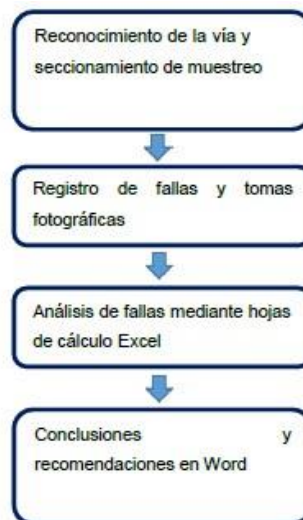 Reconocimiento de la vía y
seccionamiento de muestreo
Registro de fallas y tomas
fotográficas
Análisis de fallas mediante hojas
de cálculo Excel
Conclusiones y
recomendaciones en Word